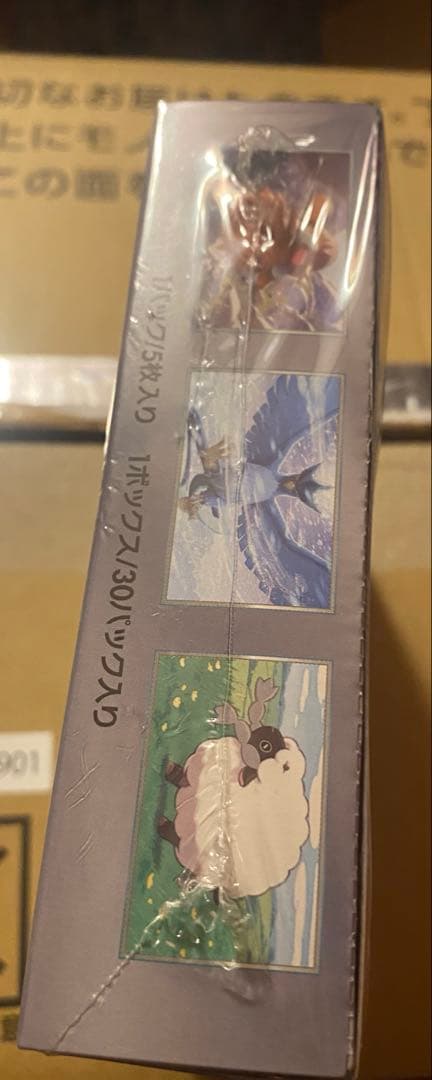 切なお届け
上にモノ
で
この面を
1パック/5枚入り 1ボックス/30パック入り
901